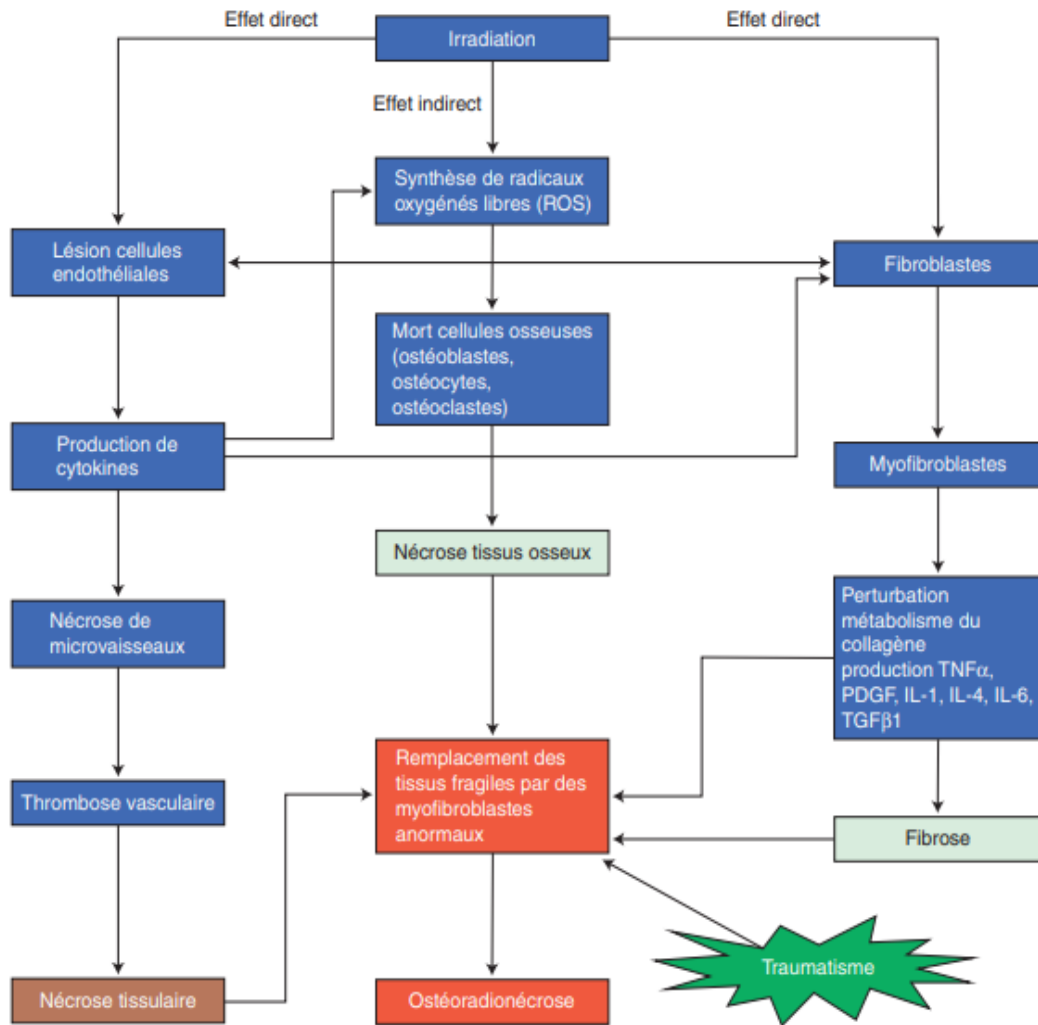 Effet direct
Irradiation
Effet direct
Effet indirect
Synthèse de radicaux
oxygénés libres (ROS)
Lésion cellules
endothéliales
Fibroblastes
Mort cellules osseuses
(ostéoblastes,
ostéocytes,
ostéoclastes)
Production de
cytokines
Myofibroblastes
Nécrose tissus osseux
Nécrose de
microvaisseaux
Perturbation
métabolisme du
collagène
production TNFα,
PDGF, IL-1, IL-4, IL-6,
TGFβ1
Remplacement des
tissus fragiles par des
myofibroblastes
anormaux
Thrombose vasculaire
Fibrose
Traumatisme
Nécrose tissulaire
Ostéoradionécrose